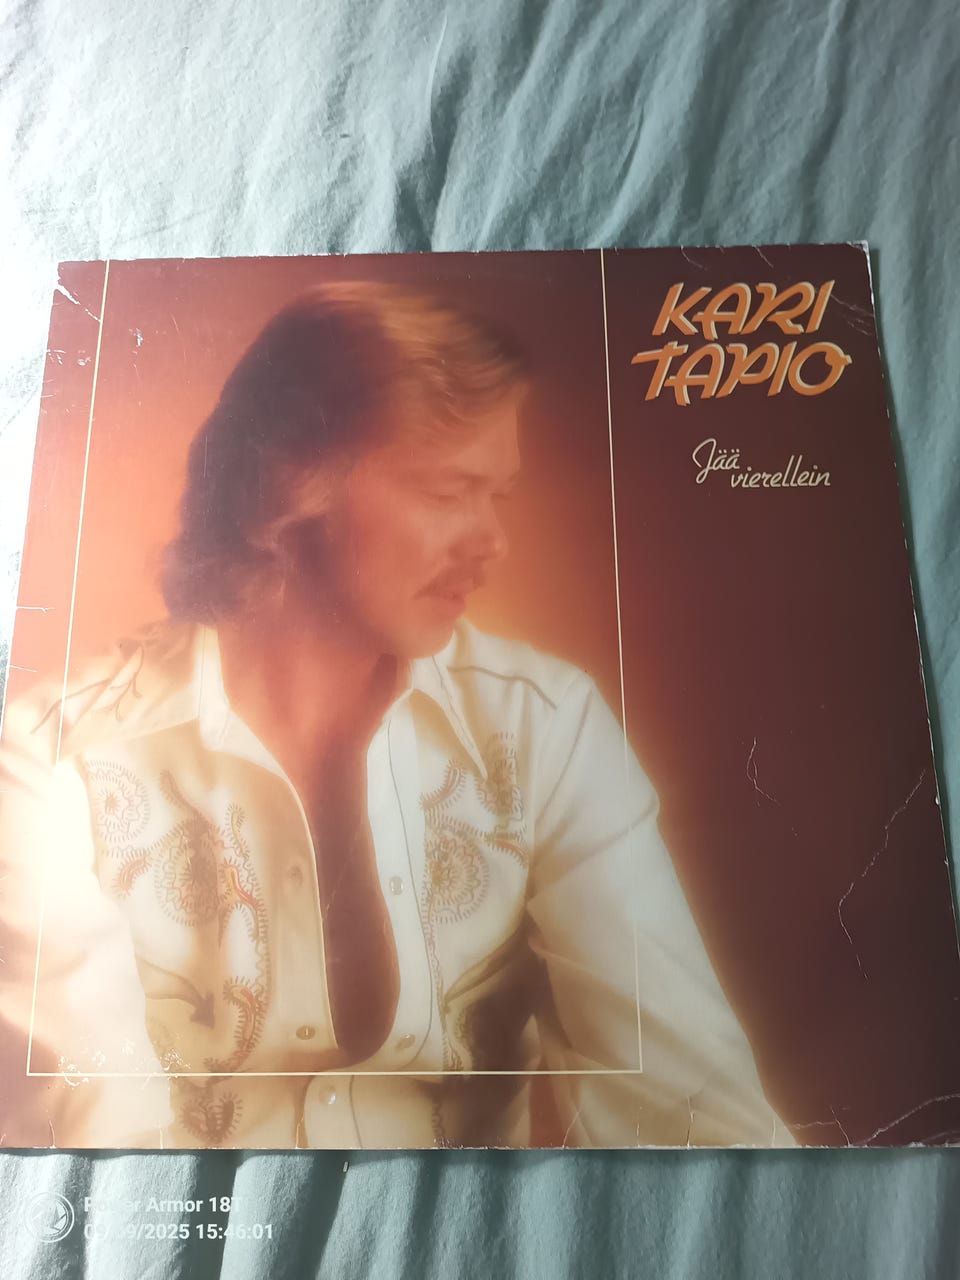 KARI
TAPIO
Jää
vierellein
Power Armor 18T
09/09/2025 15:46:01